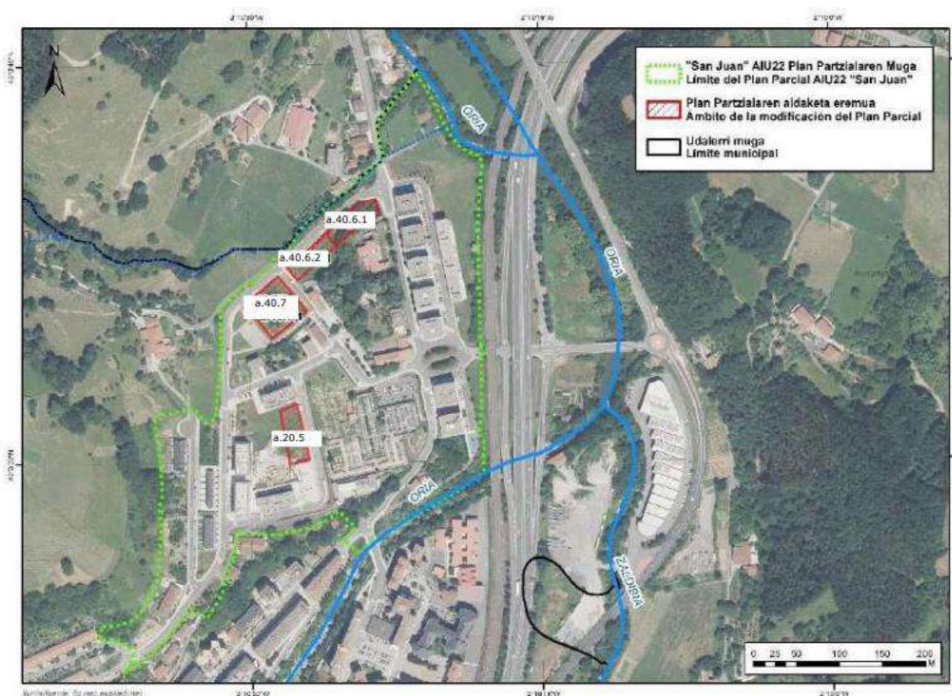 N
"San Juan" AIU22 Plan Partzialaren Muga
Límite del Plan Parcial AIU22 "San Juan"
Plan Partzialaren aldaketa eremua
Ámbito de la modificación del Plan Parcial
Udalerri muga
Límite municipal
ORIA
a.40.6.1
a.40.6.2
ORIA
a.40.7
a.20.5
ORIA
ZALDIBIA
0 25 50 100 150 200
M